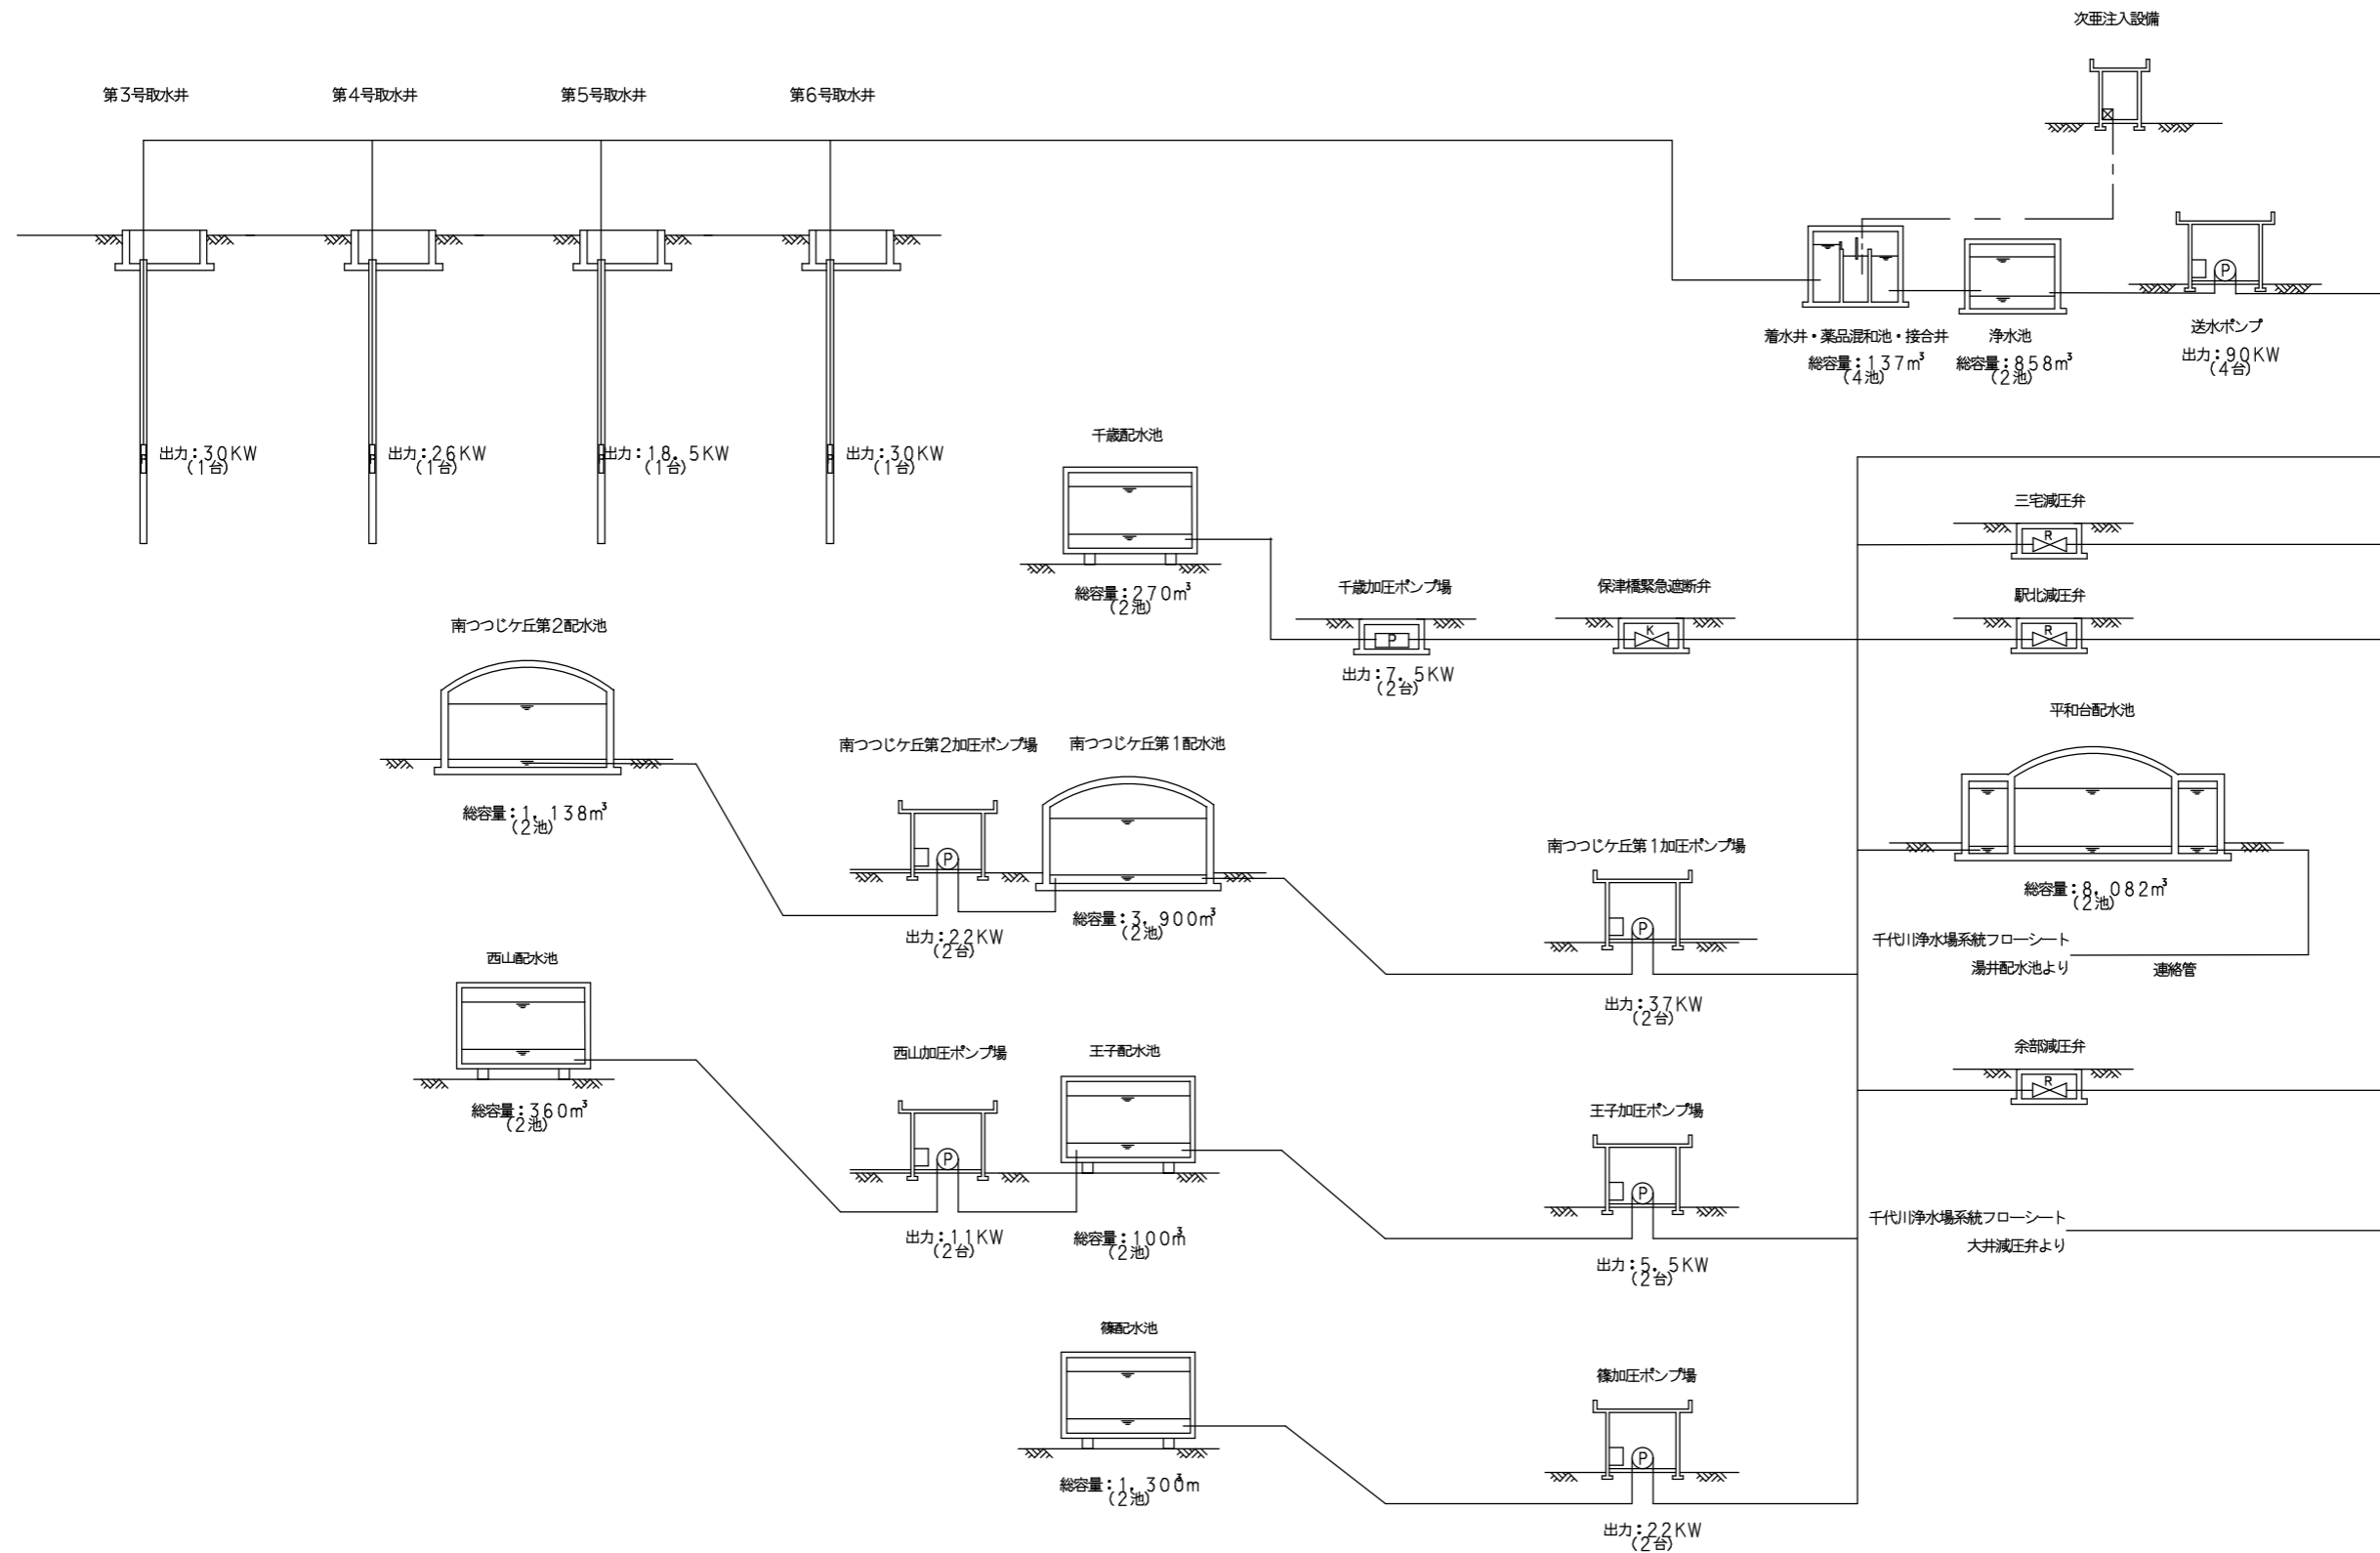 次亜注入設備
第3号取水井
第4号取水井
第5号取水井
第6号取水井
着水井・薬品混和池・接合井
総容量:137m³
(4池)
浄水池
総容量:858m³
(2池)
送水ポンプ
出力:90KW
(4台)
P
出力:30KW
(1台)
出力:26KW
(1台)
出力:18.5KW
(1台)
出力:30KW
(1台)
千歳配水池
総容量:270m³
(2池)
三宅減圧弁
R
千歳加圧ポンプ場
P
出力:7.5KW
(2台)
保津橋緊急遮断弁
K
駅北減圧弁
R
南つつじケ丘第2配水池
総容量:1,138m³
(2池)
南つつじケ丘第2加圧ポンプ場
P
出力:22KW
(2台)
南つつじケ丘第1配水池
総容量:3,900m³
(2池)
平和台配水池
総容量:8,082m³
(2池)
南つつじケ丘第1加圧ポンプ場
P
出力:37KW
(2台)
千代川浄水場系統フローシート
湯井配水池より
連絡管
西山配水池
総容量:360m³
(2池)
西山加圧ポンプ場
P
出力:11KW
(2台)
王子配水池
総容量:100m³
(2池)
余部減圧弁
R
王子加圧ポンプ場
P
出力:5.5KW
(2台)
千代川浄水場系統フローシート
大井減圧弁より
篠配水池
総容量:1,300m³
(2池)
篠加圧ポンプ場
P
出力:22KW
(2台)